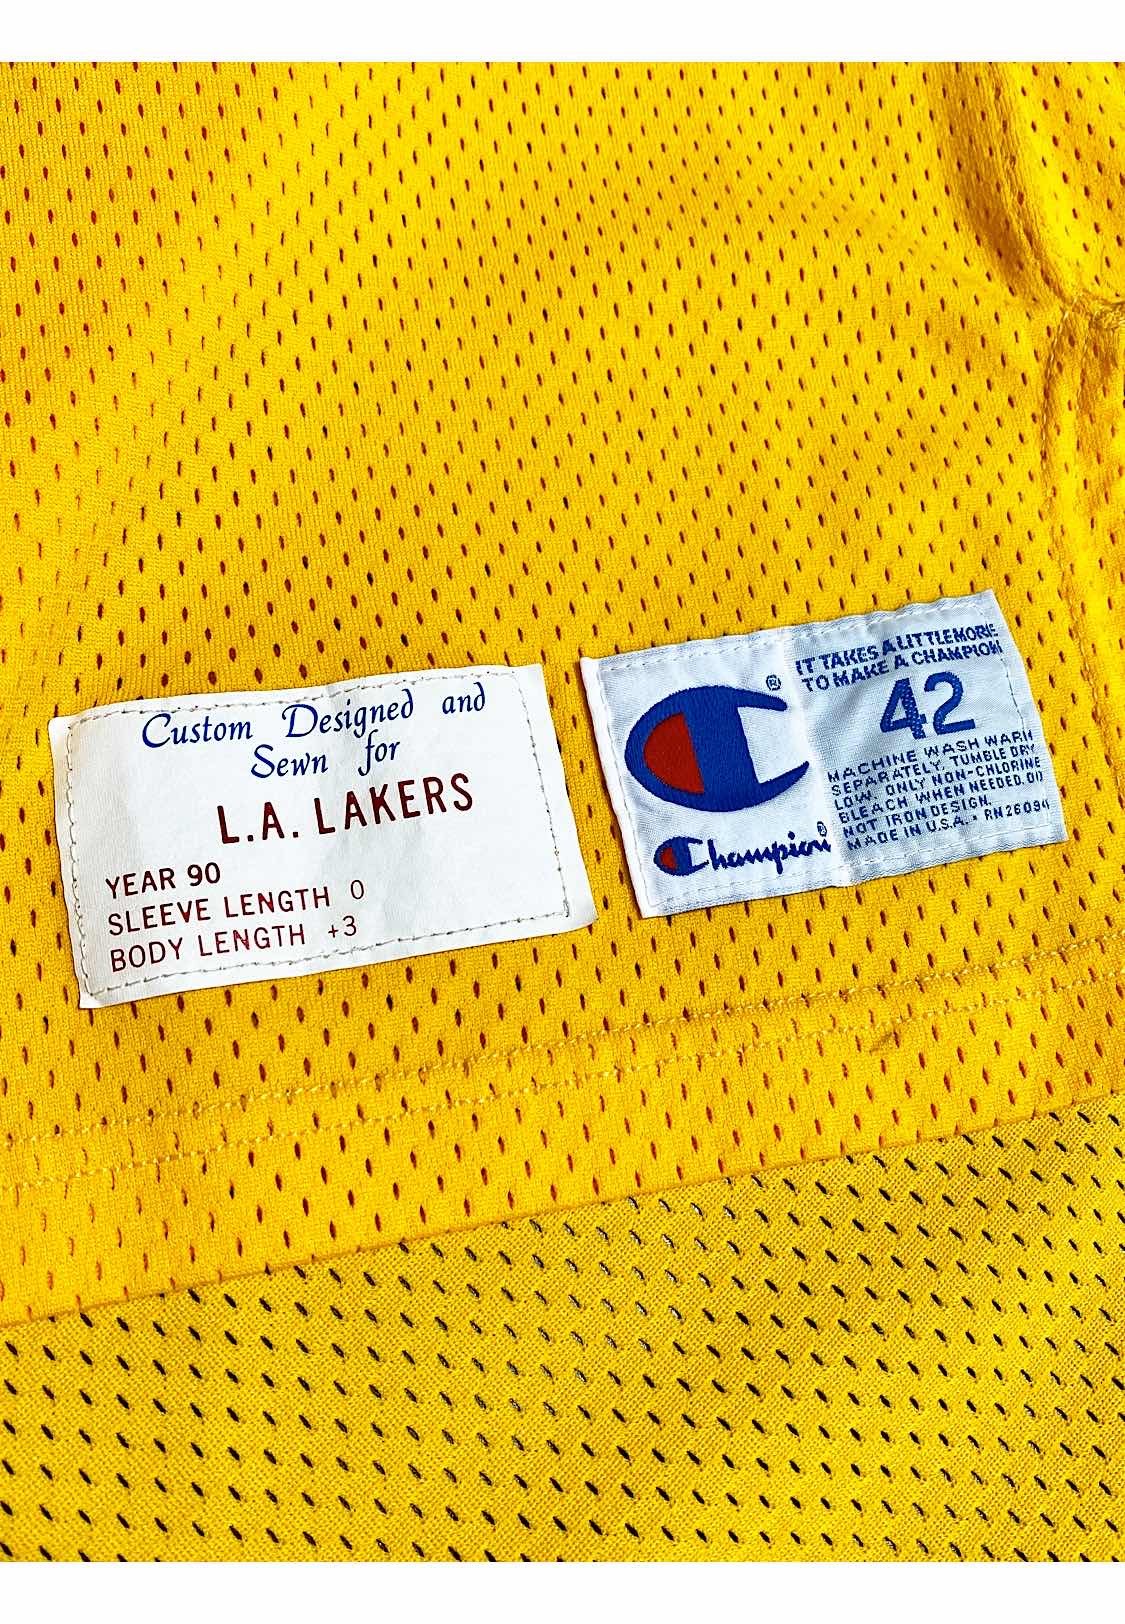 Custom Designed and
Sewn for
L.A. LAKERS
YEAR 90
SLEEVE LENGTH 0
BODY LENGTH +3
®
Champion®
IT TAKES A LITTLE MORE
TO MAKE A CHAMPION
42
MACHINE WASH WARM
SEPARATELY, TUMBLE DRY
LOW. ONLY NON-CHLORINE
BLEACH WHEN NEEDED. DO
NOT IRON DESIGN.
MADE IN U.S.A. • RN26094